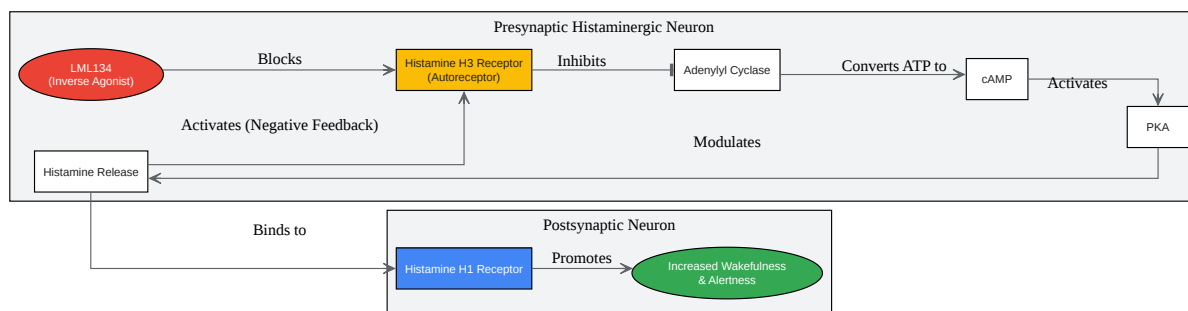 Presynaptic Histaminergic Neuron
LML134
(Inverse Agonist)
Blocks
Histamine H3 Receptor
(Autoreceptor)
Inhibits
Adenylyl Cyclase
Converts ATP to
cAMP
Activates
PKA
Activates (Negative Feedback)
Modulates
Histamine Release
Binds to
Postsynaptic Neuron
Histamine H1 Receptor
Promotes
Increased Wakefulness
& Alertness